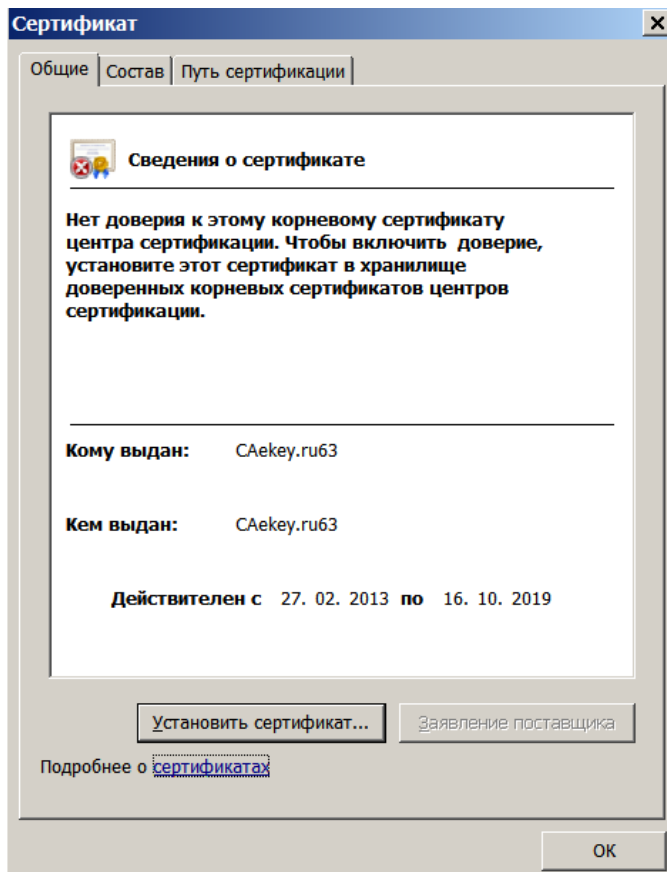 Сертификат
Общие Состав Путь сертификации
Сведения о сертификате
Нет доверия к этому корневому сертификату
центра сертификации. Чтобы включить доверие,
установите этот сертификат в хранилище
доверенных корневых сертификатов центров
сертификации.
Кому выдан: CAekey.ru63
Кем выдан: CAekey.ru63
Действителен с 27. 02. 2013 по 16. 10. 2019
Установить сертификат... Заявление поставщика
Подробнее о сертификатах
ОК